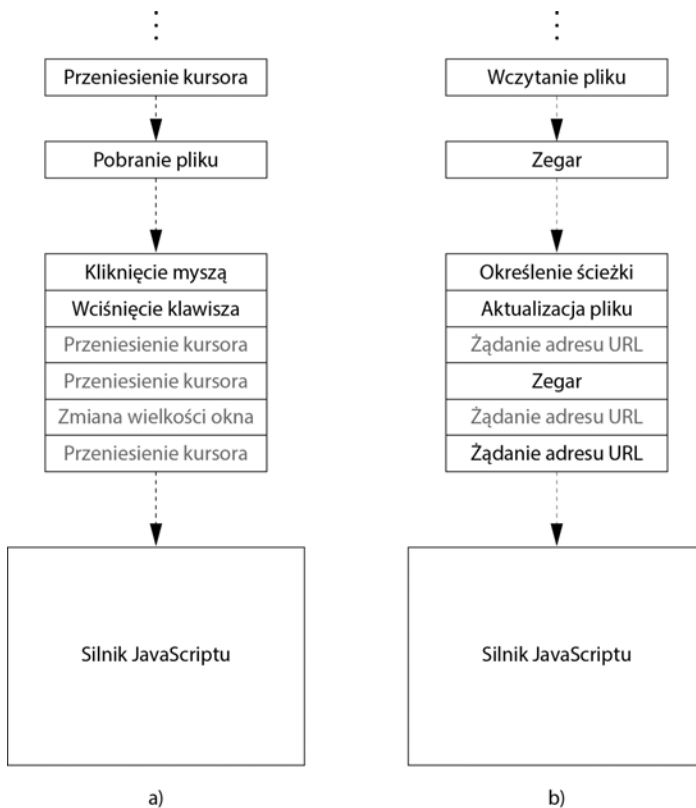 Przeniesienie kursora
Pobranie pliku
Kliknięcie myszą
Wciśnięcie klawisza
Przeniesienie kursora
Przeniesienie kursora
Zmiana wielkości okna
Przeniesienie kursora
Silnik JavaScriptu
a)
Wczytanie pliku
Zegar
Określenie ścieżki
Aktualizacja pliku
Żądanie adresu URL
Zegar
Żądanie adresu URL
Żądanie adresu URL
Silnik JavaScriptu
b)